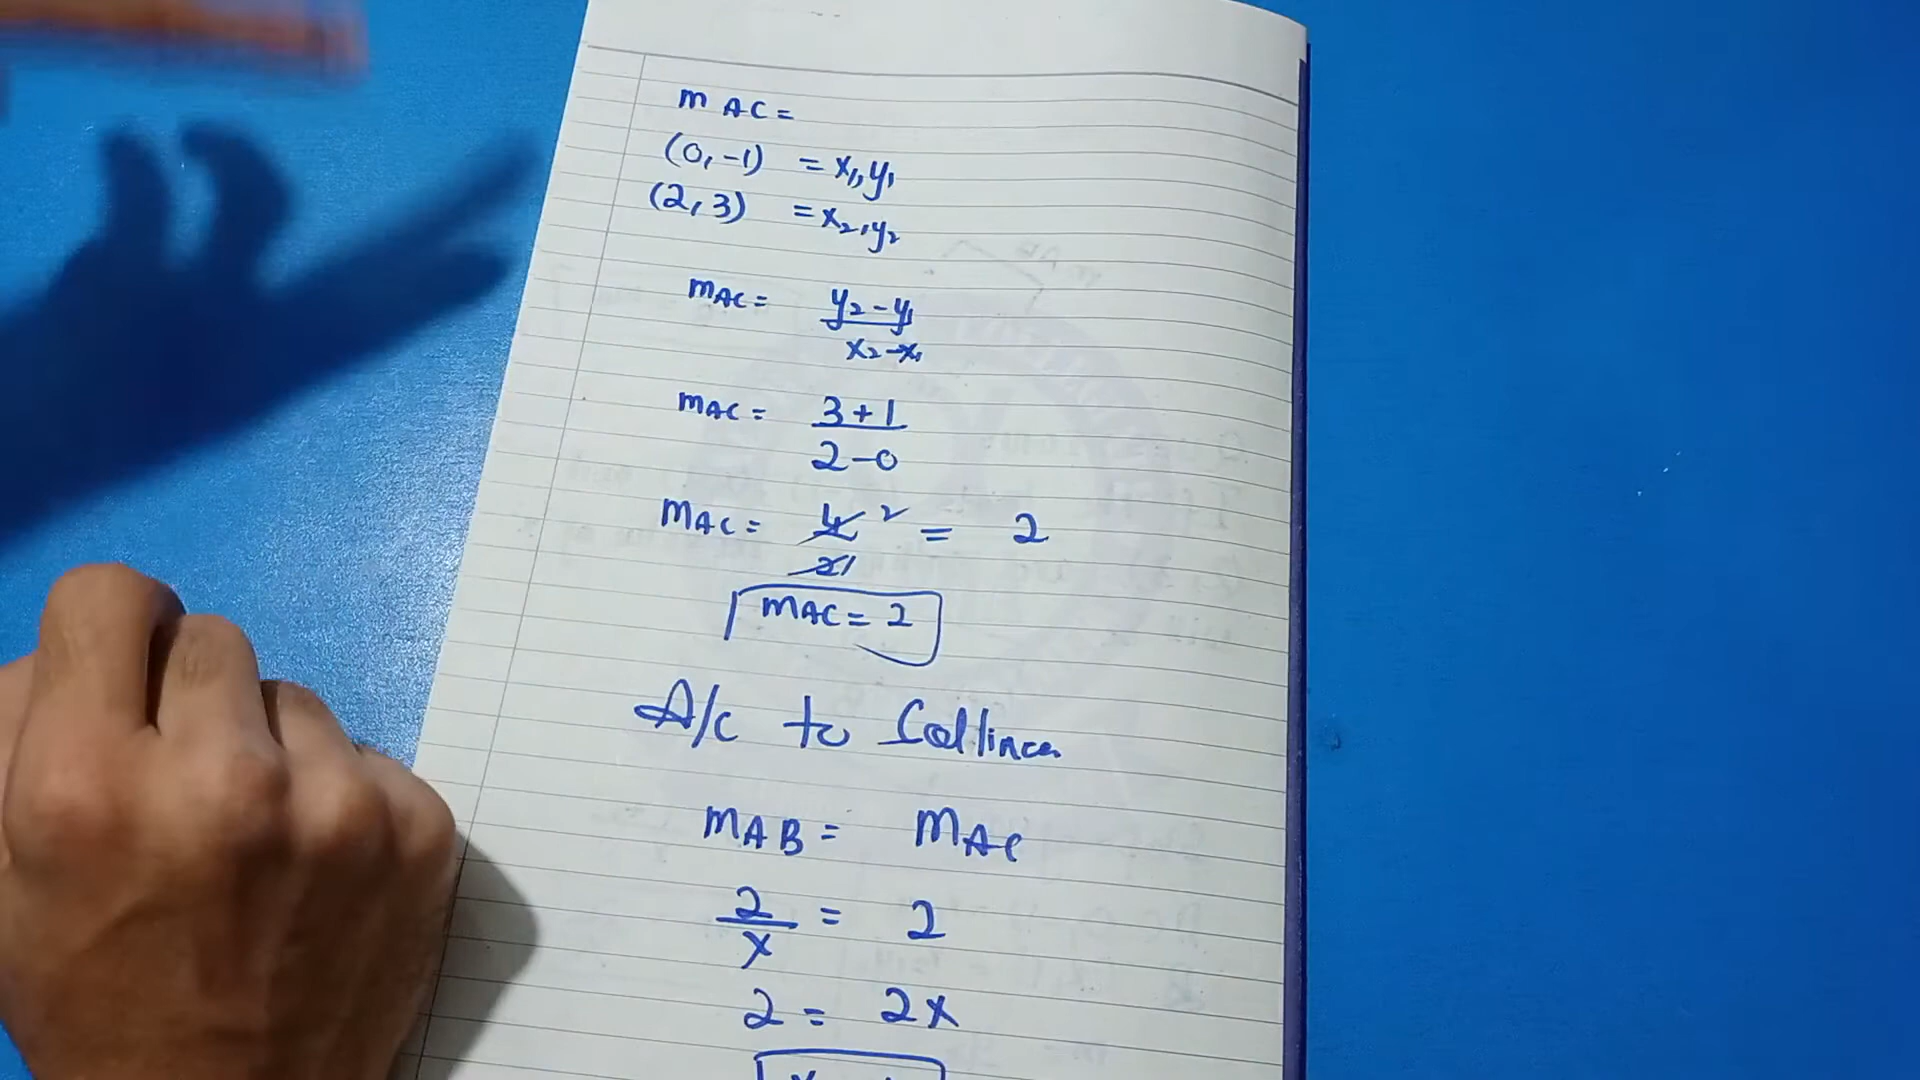 m AC =
(0, -1) = x1, y1
(2, 3) = x2, y2
mAC = y2 - y1
x2 - x1
mAC = 3+1
2-0
mAC = 4 2 = 2
2 1
mAC = 2
A/c to
mAB = mAC
2 = 2
x
2 = 2x